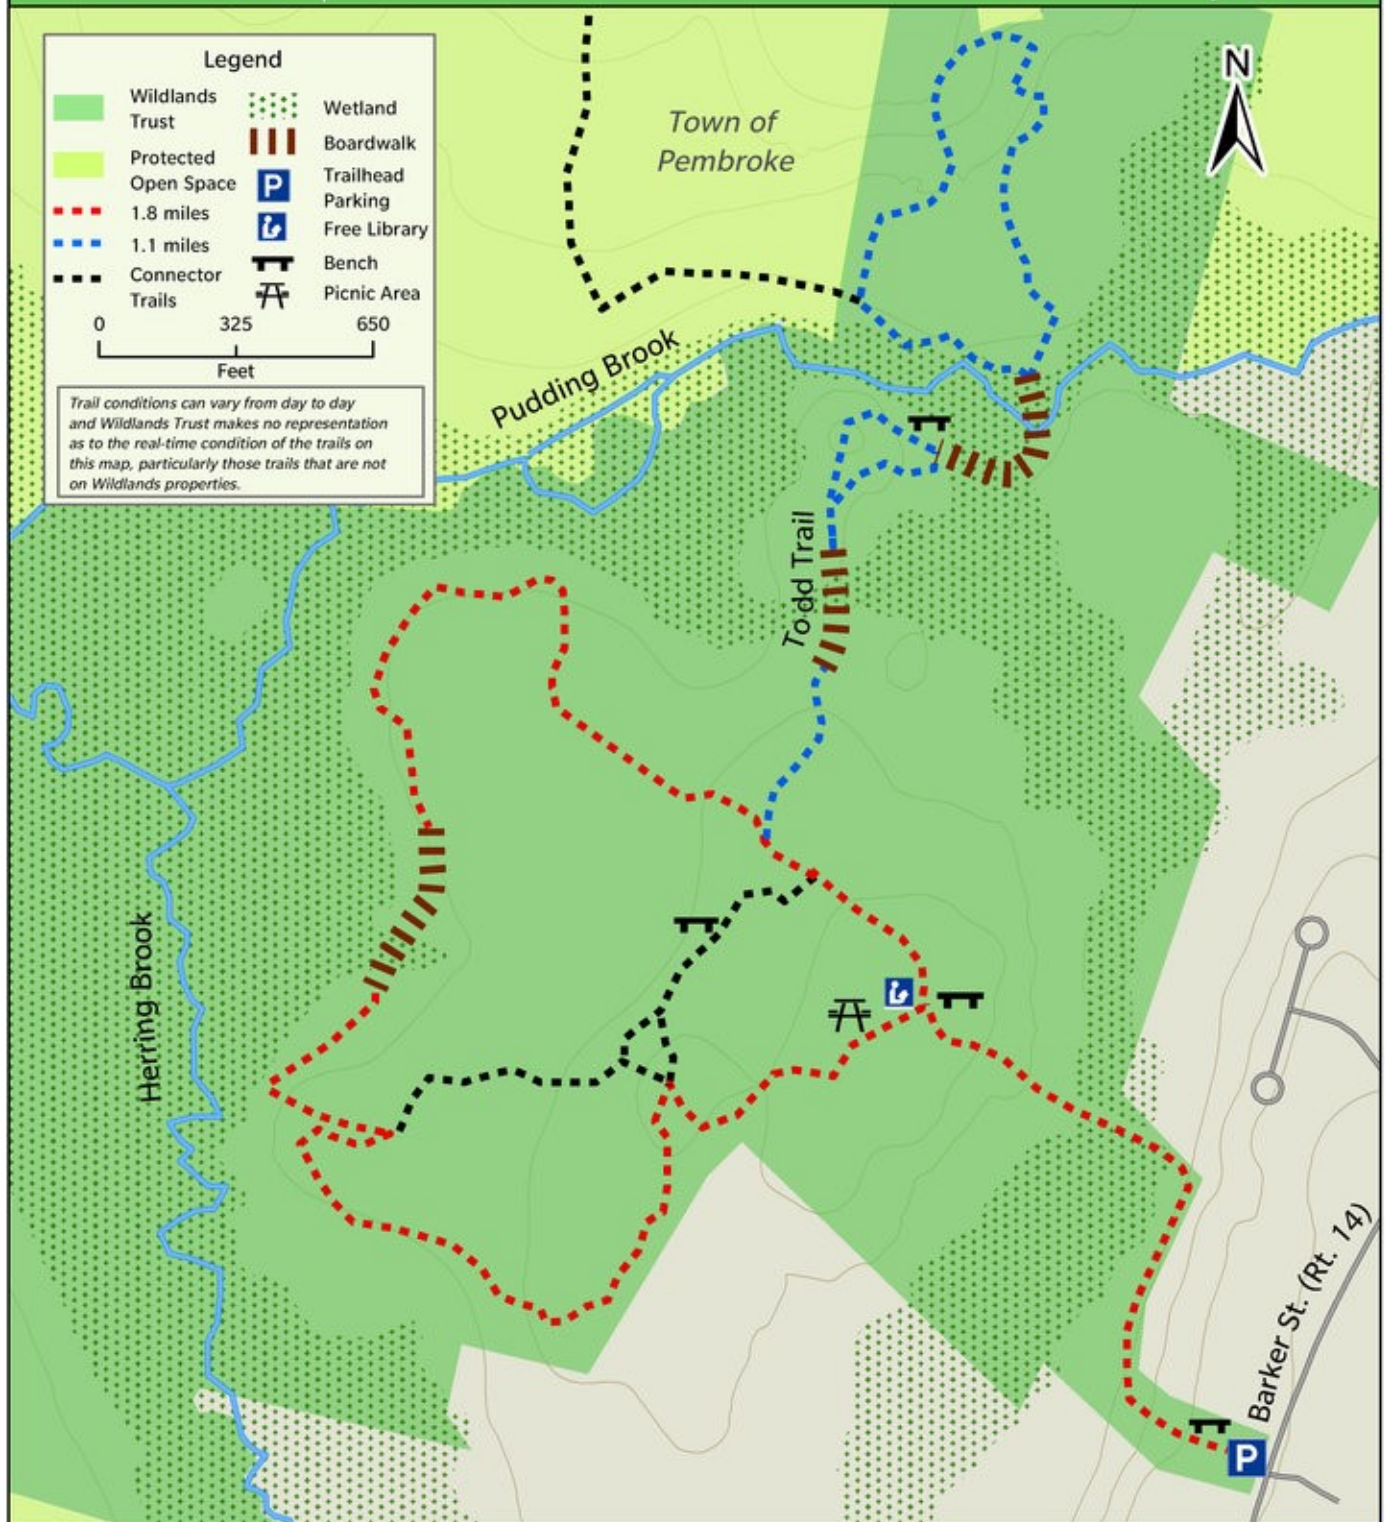 Legend
Wildlands
Trust
Protected
Open Space
1.8 miles
1.1 miles
Connector
Trails
Wetland
Boardwalk
P
Trailhead
Parking
Free Library
Bench
Picnic Area
0 325 650
Feet
Trail conditions can vary from day to day
and Wildlands Trust makes no representation
as to the real-time condition of the trails on
this map, particularly those trails that are not
on Wildlands properties.
Town of
Pembroke
N
Pudding Brook
Todd Trail
Herring Brook
Barker St. (Rt. 14)
P